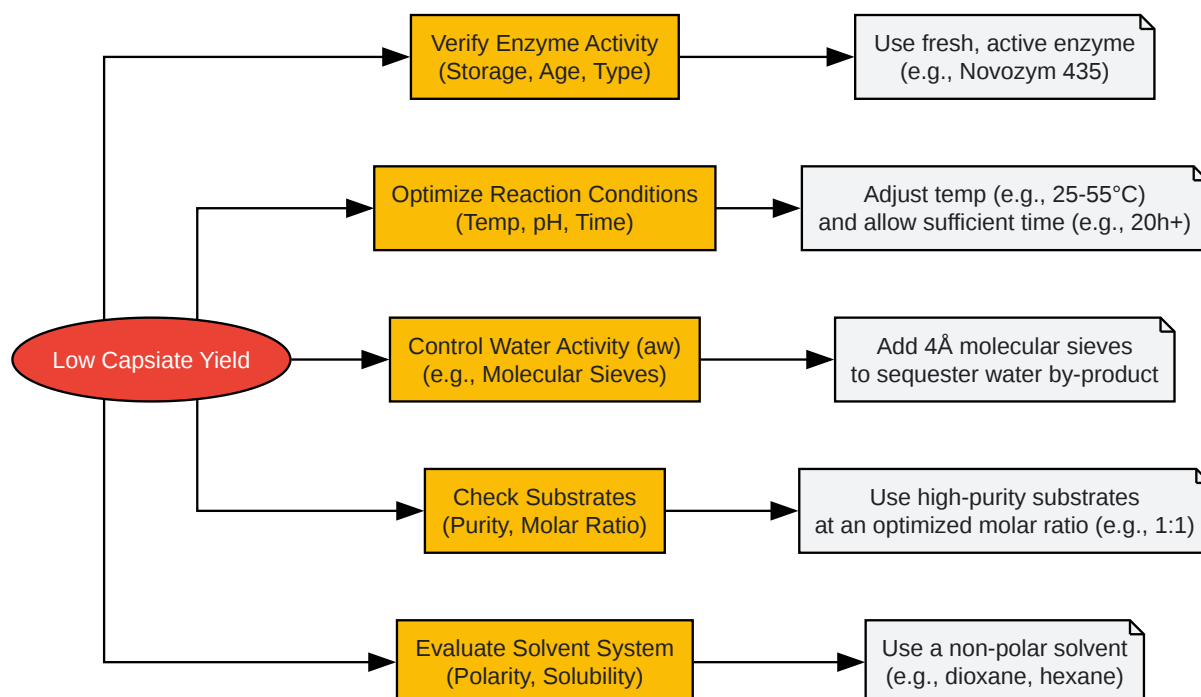 Verify Enzyme Activity
(Storage, Age, Type)
Use fresh, active enzyme
(e.g., Novozym 435)
Optimize Reaction Conditions
(Temp, pH, Time)
Adjust temp (e.g., 25-55°C)
and allow sufficient time (e.g., 20h+)
Low Capsiate Yield
Control Water Activity (aw)
(e.g., Molecular Sieves)
Add 4Å molecular sieves
to sequester water by-product
Check Substrates
(Purity, Molar Ratio)
Use high-purity substrates
at an optimized molar ratio (e.g., 1:1)
Evaluate Solvent System
(Polarity, Solubility)
Use a non-polar solvent
(e.g., dioxane, hexane)